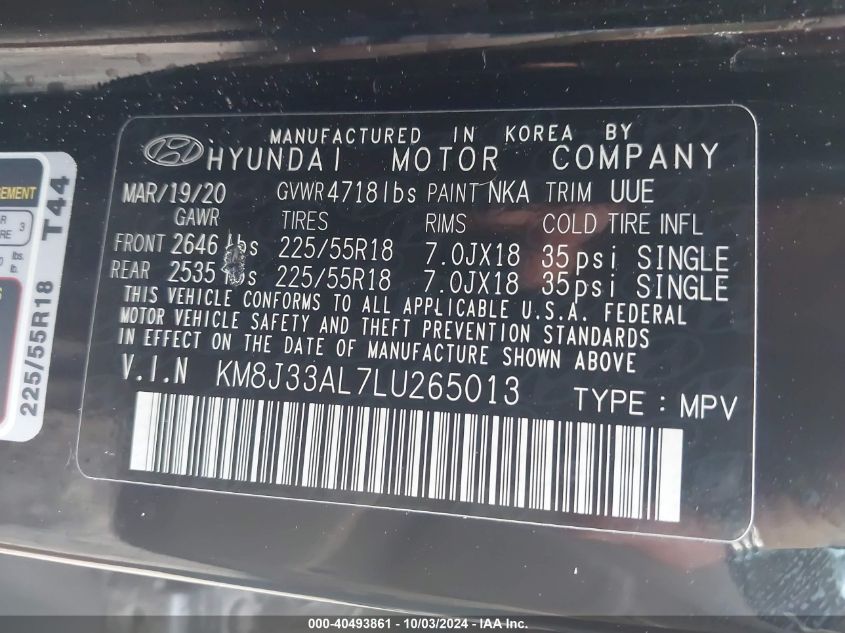 MANUFACTURED IN KOREA BY
HYUNDAI MOTOR COMPANY
MAR/19/20 GVWR 4718lbs PAINT NKA TRIM UUE
GAWR TIRES RIMS COLD TIRE INFL
FRONT 2646 lbs 225/55R18 7.0JX18 35psi SINGLE
REAR 2535 lbs 225/55R18 7.0JX18 35psi SINGLE
THIS VEHICLE CONFORMS TO ALL APPLICABLE U.S.A. FEDERAL
MOTOR VEHICLE SAFETY AND THEFT PREVENTION STANDARDS
IN EFFECT ON THE DATE OF MANUFACTURE SHOWN ABOVE.
V.I.N KM8J33AL7LU265013 TYPE : MPV
225/55R18 T44
3
lbs.
000-40493861 - 10/03/2024 - IAA Inc.